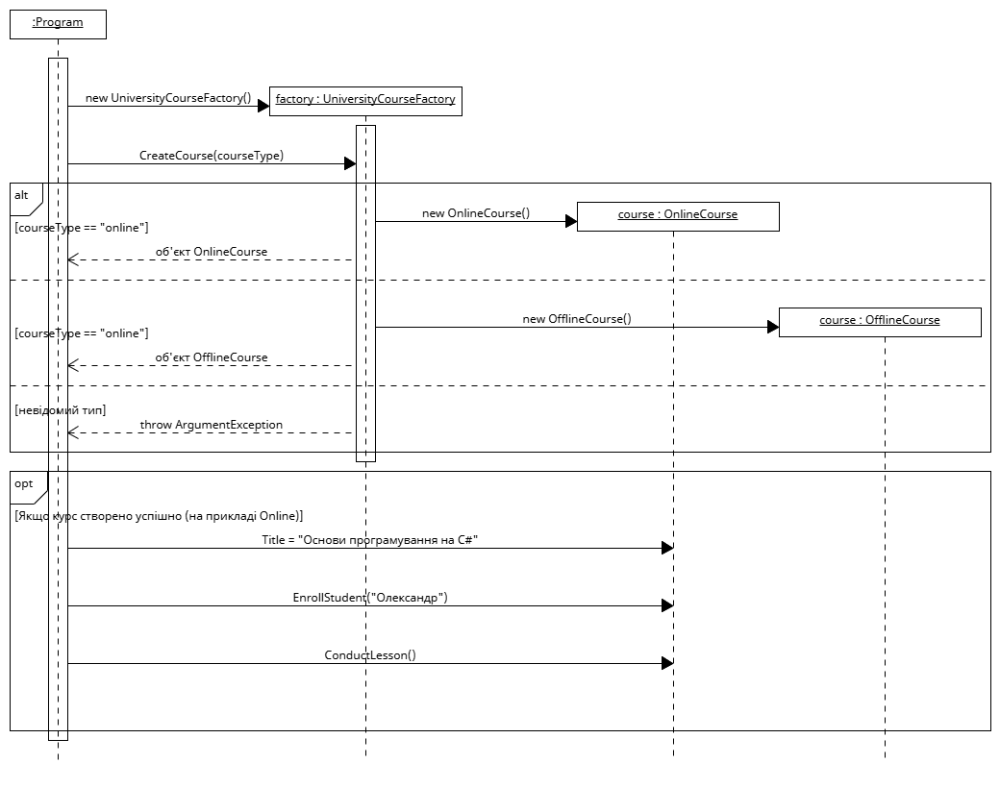 :Program
new UniversityCourseFactory()
factory : UniversityCourseFactory
CreateCourse(courseType)
alt
new OnlineCourse()
course : OnlineCourse
[courseType == "online"]
об'єкт OnlineCourse
new OfflineCourse()
course : OfflineCourse
[courseType == "online"]
об'єкт OfflineCourse
[невідомий тип]
throw ArgumentException
opt
[Якщо курс створено успішно (на прикладі Online)]
Title = "Основи програмування на C#"
EnrollStudent("Олександр")
ConductLesson()